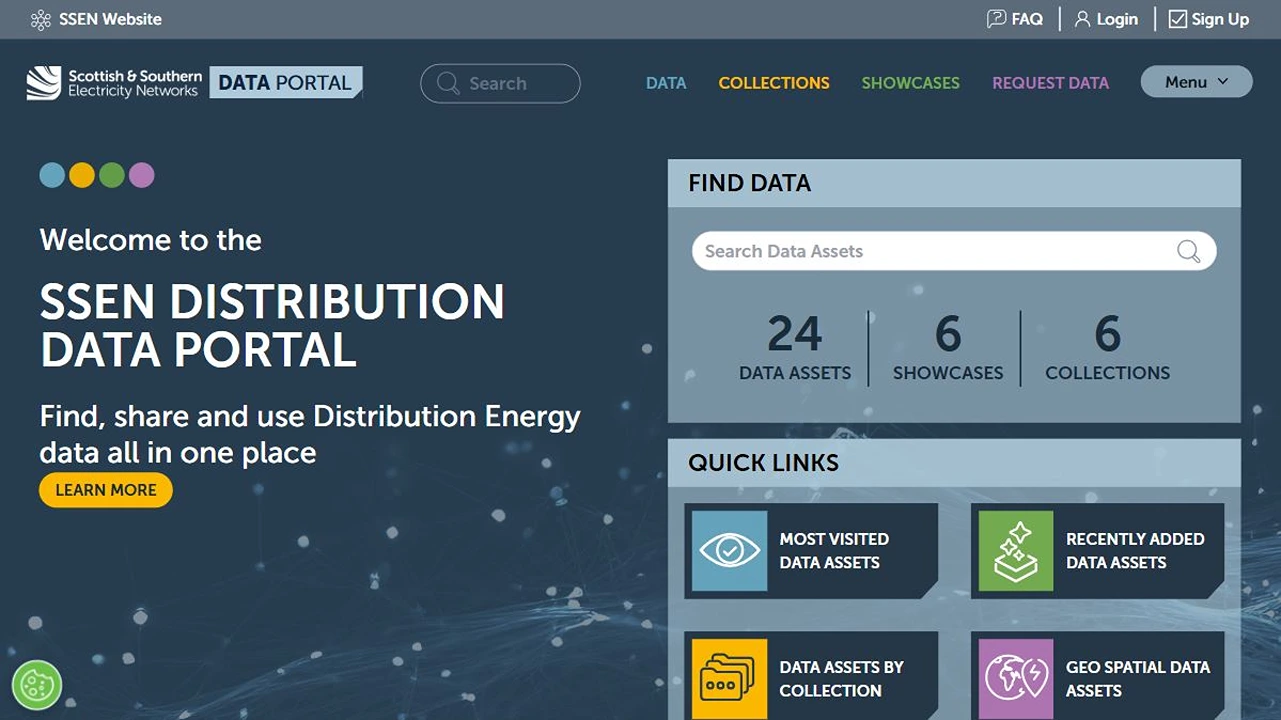 SSEN Website
FAQ
Login
Sign Up
Scottish & Southern
Electricity Networks
DATA PORTAL
Search
DATA
COLLECTIONS
SHOWCASES
REQUEST DATA
Menu
Welcome to the
SSEN DISTRIBUTION
DATA PORTAL
Find, share and use Distribution Energy
data all in one place
LEARN MORE
FIND DATA
Search Data Assets
24
DATA ASSETS
6
SHOWCASES
6
COLLECTIONS
QUICK LINKS
MOST VISITED
DATA ASSETS
RECENTLY ADDED
DATA ASSETS
DATA ASSETS BY
COLLECTION
GEO SPATIAL DATA
ASSETS